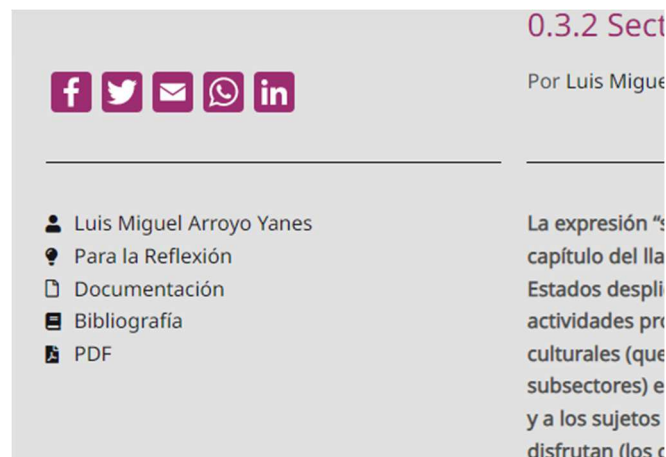 0.3.2 Sect
Por Luis Migue
Luis Miguel Arroyo Yanes
Para la Reflexión
Documentación
Bibliografía
PDF
La expresión “s
capítulo del lla
Estados despli
actividades pro
culturales (que
subsectores) e
y a los sujetos
disfrutan (los c